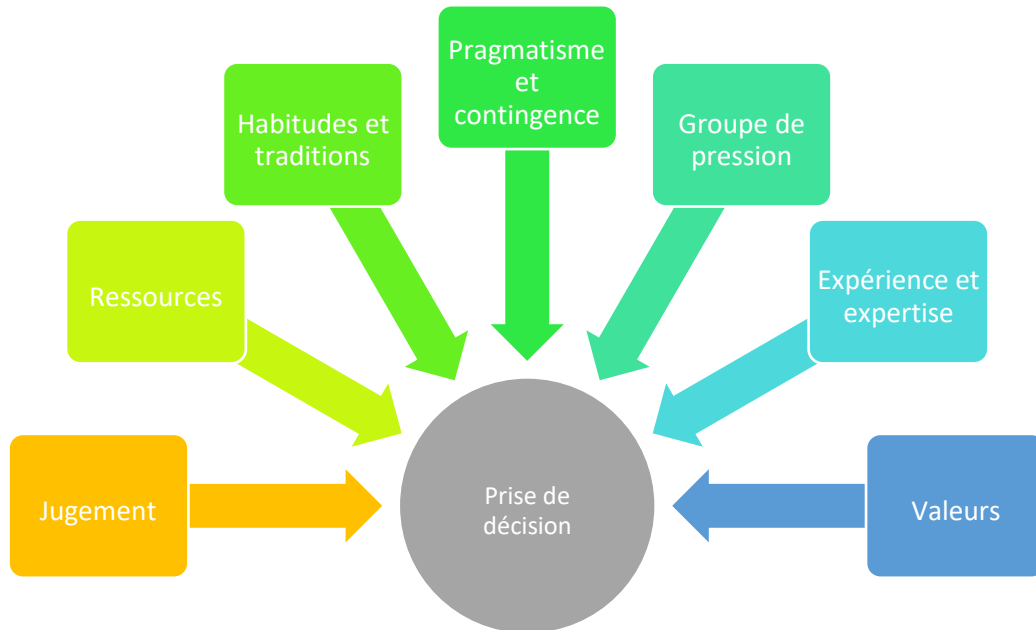 Pragmatisme
et
contingence
Habitudes et
traditions
Groupe de
pression
Ressources
Expérience et
expertise
Jugement
Prise de
décision
Valeurs